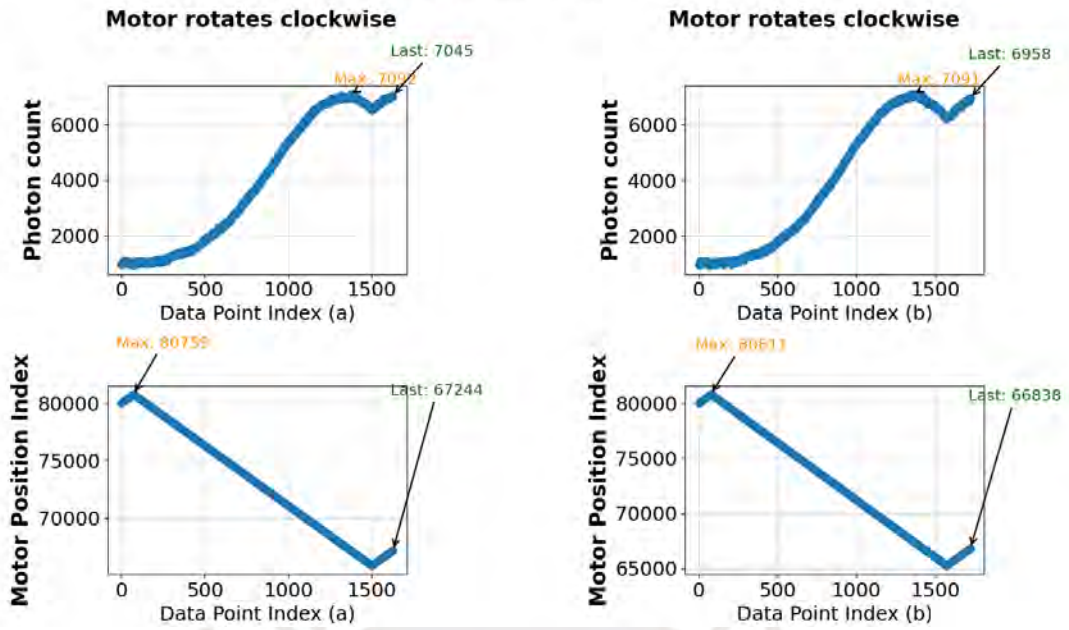 Motor rotates clockwise
Last: 7045
Photon count
6000
4000
2000
0
500
1000
1500
Data Point Index (a)
Motor rotates clockwise
Last: 6958
Max: 7091
Photon count
6000
4000
2000
0
500
1000
1500
Data Point Index (b)
Max: 80759
Last: 67244
Motor Position Index
80000
75000
70000
0
500
1000
1500
Data Point Index (a)
Max: 80811
Last: 66838
Motor Position Index
80000
75000
70000
65000
0
500
1000
1500
Data Point Index (b)